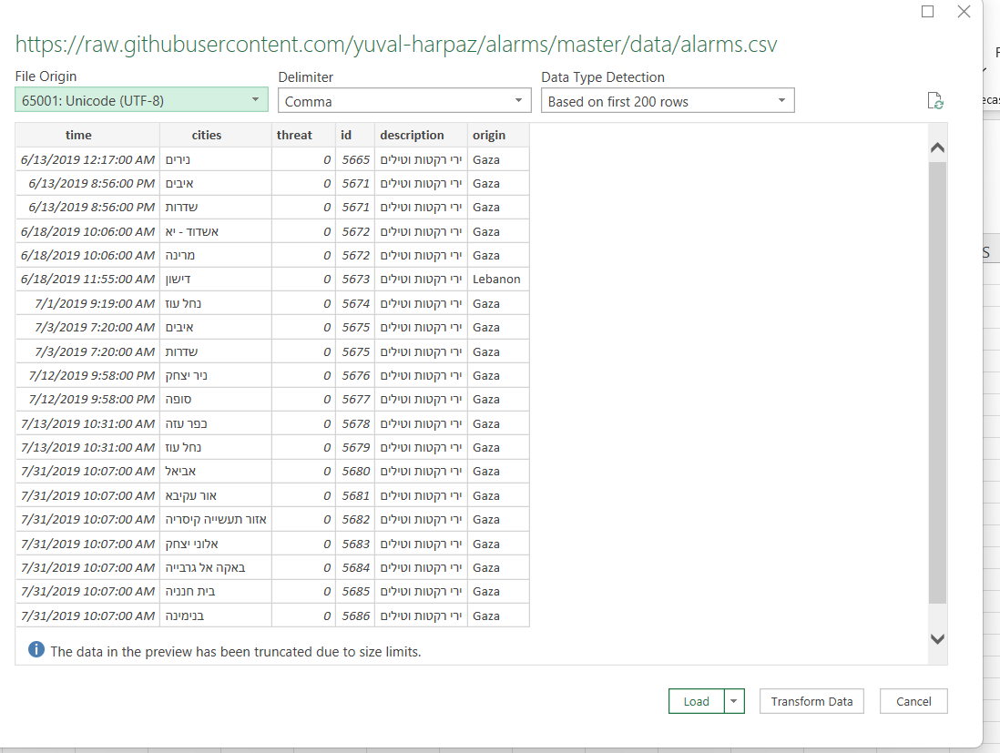 https://raw.githubusercontent.com/yuval-harpaz/alarms/master/data/alarms.csv
File Origin Delimiter Data Type Detection
65001: Unicode (UTF-8) Comma Based on first 200 rows
time cities threat id description origin
6/13/2019 12:17:00 AM נירים 0 5665 ירי רקטות וטילים Gaza
6/13/2019 8:56:00 PM איבים 0 5671 ירי רקטות וטילים Gaza
6/13/2019 8:56:00 PM שדרות 0 5671 ירי רקטות וטילים Gaza
6/18/2019 10:06:00 AM אשדוד - יא 0 5672 ירי רקטות וטילים Gaza
6/18/2019 10:06:00 AM מרינה 0 5672 ירי רקטות וטילים Gaza
6/18/2019 11:55:00 AM דישון 0 5673 ירי רקטות וטילים Lebanon
7/1/2019 9:19:00 AM נחל עוז 0 5674 ירי רקטות וטילים Gaza
7/3/2019 7:20:00 AM איבים 0 5675 ירי רקטות וטילים Gaza
7/3/2019 7:20:00 AM שדרות 0 5675 ירי רקטות וטילים Gaza
7/12/2019 9:58:00 PM ניר יצחק 0 5676 ירי רקטות וטילים Gaza
7/12/2019 9:58:00 PM סופה 0 5677 ירי רקטות וטילים Gaza
7/13/2019 10:31:00 AM כפר עזה 0 5678 ירי רקטות וטילים Gaza
7/13/2019 10:31:00 AM נחל עוז 0 5679 ירי רקטות וטילים Gaza
7/31/2019 10:07:00 AM אביאל 0 5680 ירי רקטות וטילים Gaza
7/31/2019 10:07:00 AM אור עקיבא 0 5681 ירי רקטות וטילים Gaza
7/31/2019 10:07:00 AM אזור תעשייה קיסריה 0 5682 ירי רקטות וטילים Gaza
7/31/2019 10:07:00 AM אלוני יצחק 0 5683 ירי רקטות וטילים Gaza
7/31/2019 10:07:00 AM באקה אל גרבייה 0 5684 ירי רקטות וטילים Gaza
7/31/2019 10:07:00 AM בית חנניה 0 5685 ירי רקטות וטילים Gaza
7/31/2019 10:07:00 AM בנימינה 0 5686 ירי רקטות וטילים Gaza
The data in the preview has been truncated due to size limits.
Load Transform Data Cancel